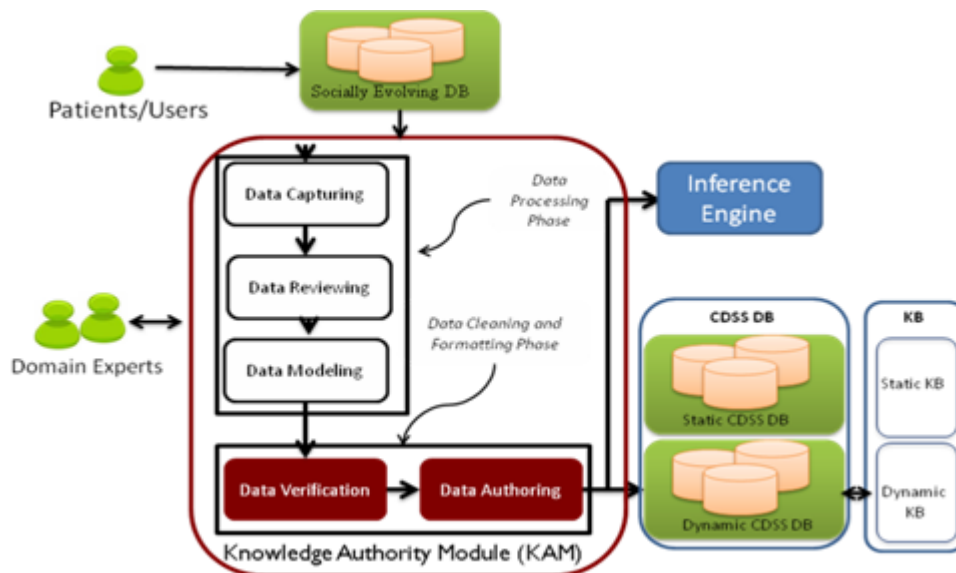 Socially Evolving DB
Patients/Users
Data Capturing
Data
Processing
Phase
Inference
Engine
Data Reviewing
Data Cleaning and
Formatting Phase
Data Modeling
Domain Experts
CDSS DB
KB
Static CDSS DB
Static KB
Data Verification
Data Authoring
Dynamic CDSS DB
Dynamic
KB
Knowledge Authority Module (KAM)